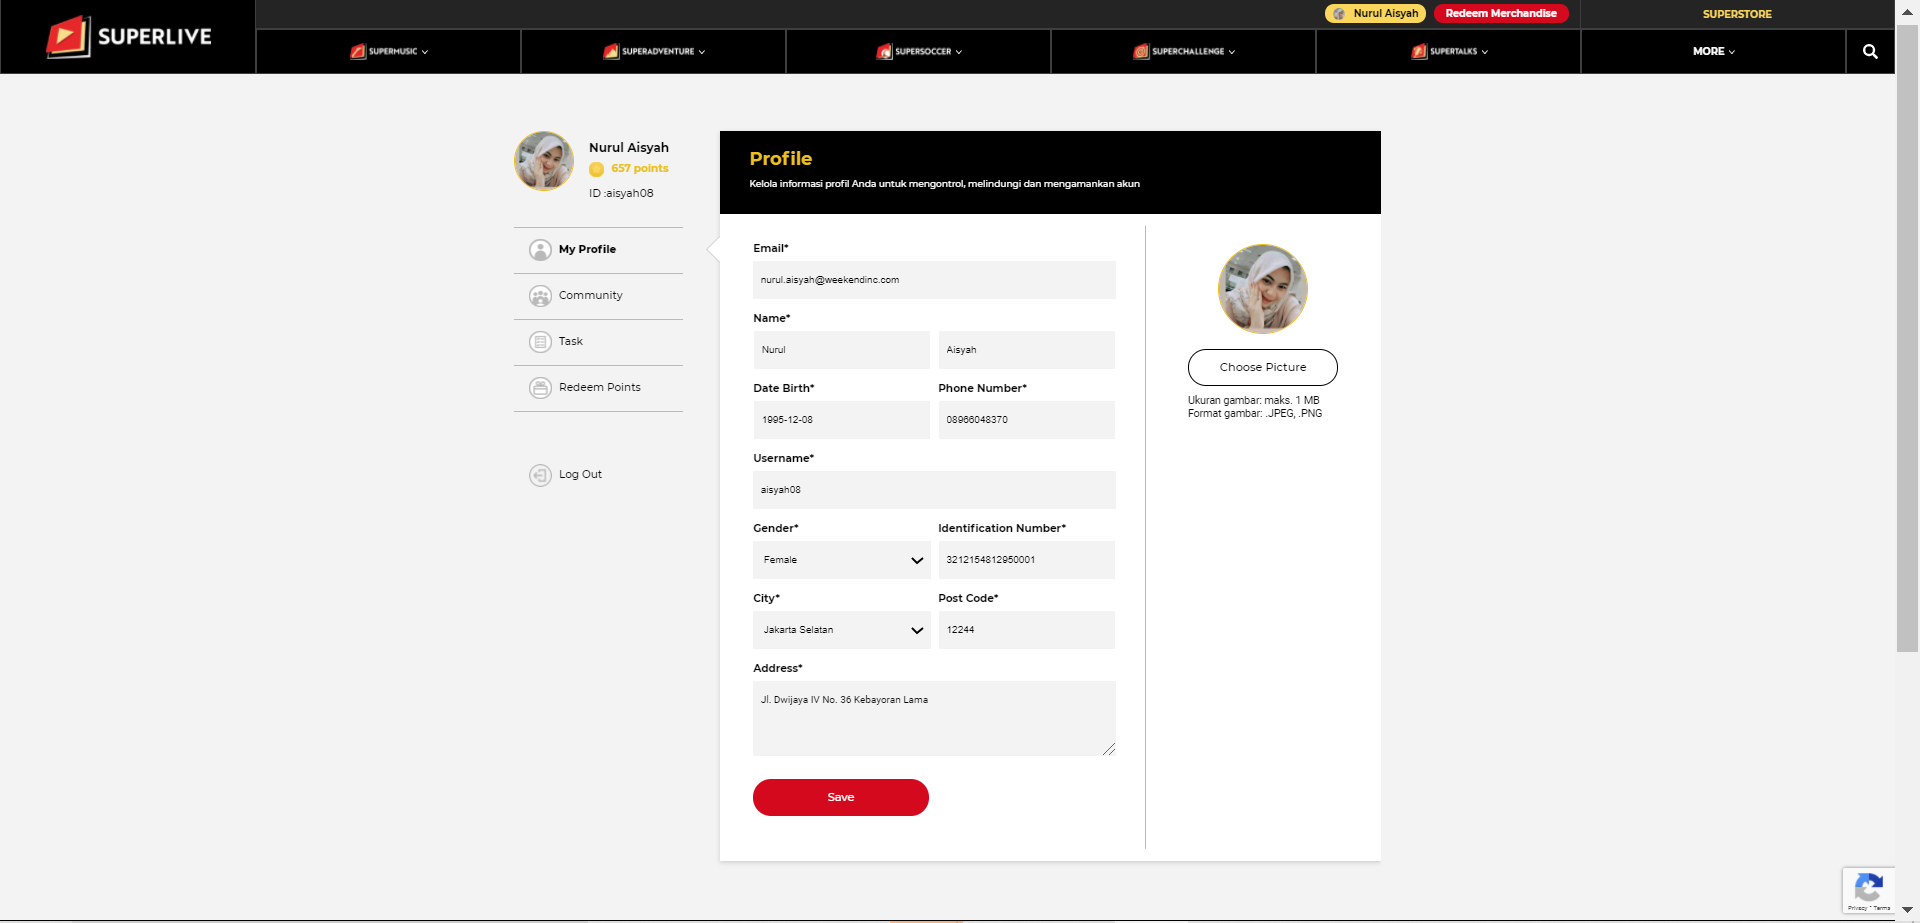 SUPERLIVE
Nurul Aisyah
Redeem Merchandise
SUPERSTORE
SUPERMUSIC
SUPERADVENTURE
SUPERSOCCER
SUPERCHALLENGE
SUPERTALKS
MORE
Nurul Aisyah
657 points
ID :aisyah08
My Profile
Community
Task
Redeem Points
Log Out
Profile
Kelola informasi profil Anda untuk mengontrol, melindungi dan mengamankan akun
Email*
nurul.aisyah@weekendinc.com
Name*
Nurul Aisyah
Date Birth* Phone Number*
1995-12-08 08966048370
Username*
aisyah08
Gender* Identification Number*
Female 3212154812950001
City* Post Code*
Jakarta Selatan 12244
Address*
Jl. Dwijaya IV No. 36 Kebayoran Lama
Save
Choose Picture
Ukuran gambar: maks. 1 MB
Format gambar: .JPEG, .PNG
Privacy - Terms